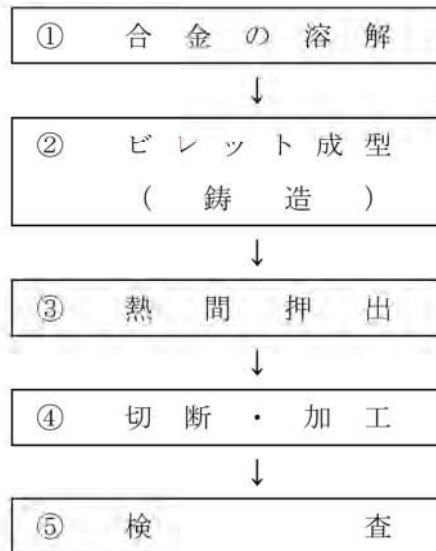 ① 合金の溶解
↓
② ビレット成型
(鋳造)
↓
③ 熱間押出
↓
④ 切断・加工
↓
⑤ 検査